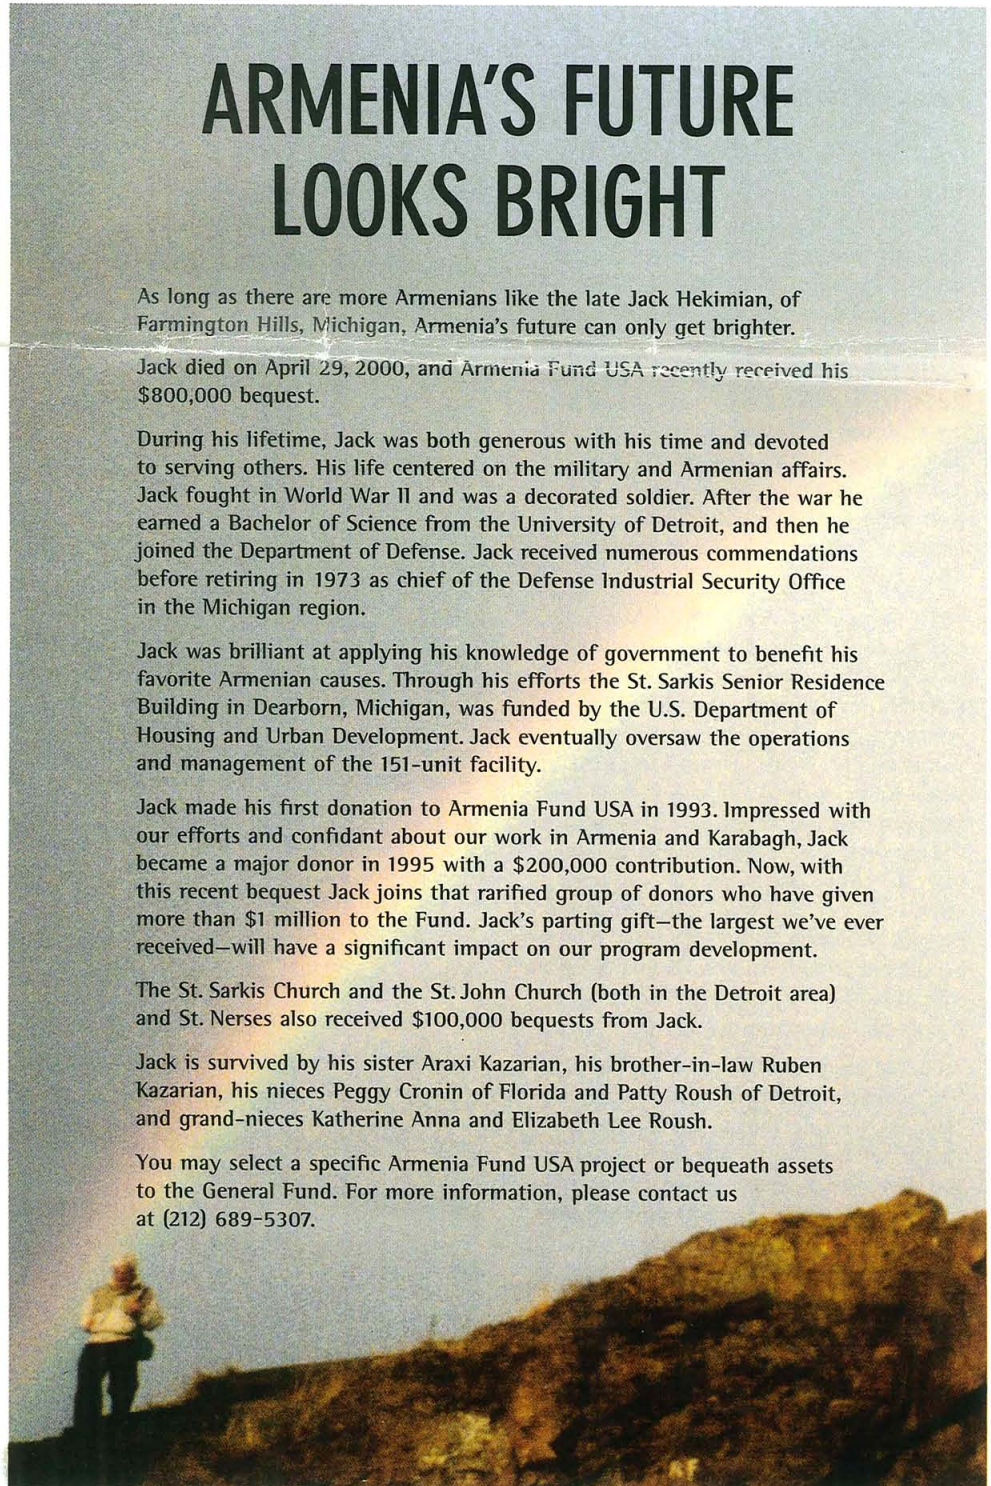 ARMENIA'S FUTURE
LOOKS BRIGHT
As long as there are more Armenians like the late Jack Hekimian, of
Farmington Hills, Michigan, Armenia's future can only get brighter.
Jack died on April 29, 2000, and Armenia Fund USA recently received his
$800,000 bequest.
During his lifetime, Jack was both generous with his time and devoted
to serving others. His life centered on the military and Armenian affairs.
Jack fought in World War II and was a decorated soldier. After the war he
earned a Bachelor of Science from the University of Detroit, and then he
joined the Department of Defense. Jack received numerous commendations
before retiring in 1973 as chief of the Defense Industrial Security Office
in the Michigan region.
Jack was brilliant at applying his knowledge of government to benefit his
favorite Armenian causes. Through his efforts the St. Sarkis Senior Residence
Building in Dearborn, Michigan, was funded by the U.S. Department of
Housing and Urban Development. Jack eventually oversaw the operations
and management of the 151-unit facility.
Jack made his first donation to Armenia Fund USA in 1993. Impressed with
our efforts and confidant about our work in Armenia and Karabagh, Jack
became a major donor in 1995 with a $200,000 contribution. Now, with
this recent bequest Jack joins that rarified group of donors who have given
more than $1 million to the Fund. Jack's parting gift—the largest we've ever
received—will have a significant impact on our program development.
The St. Sarkis Church and the St. John Church (both in the Detroit area)
and St. Nerses also received $100,000 bequests from Jack.
Jack is survived by his sister Araxi Kazarian, his brother-in-law Ruben
Kazarian, his nieces Peggy Cronin of Florida and Patty Roush of Detroit,
and grand-nieces Katherine Anna and Elizabeth Lee Roush.
You may select a specific Armenia Fund USA project or bequeath assets
to the General Fund. For more information, please contact us
at (212) 689-5307.